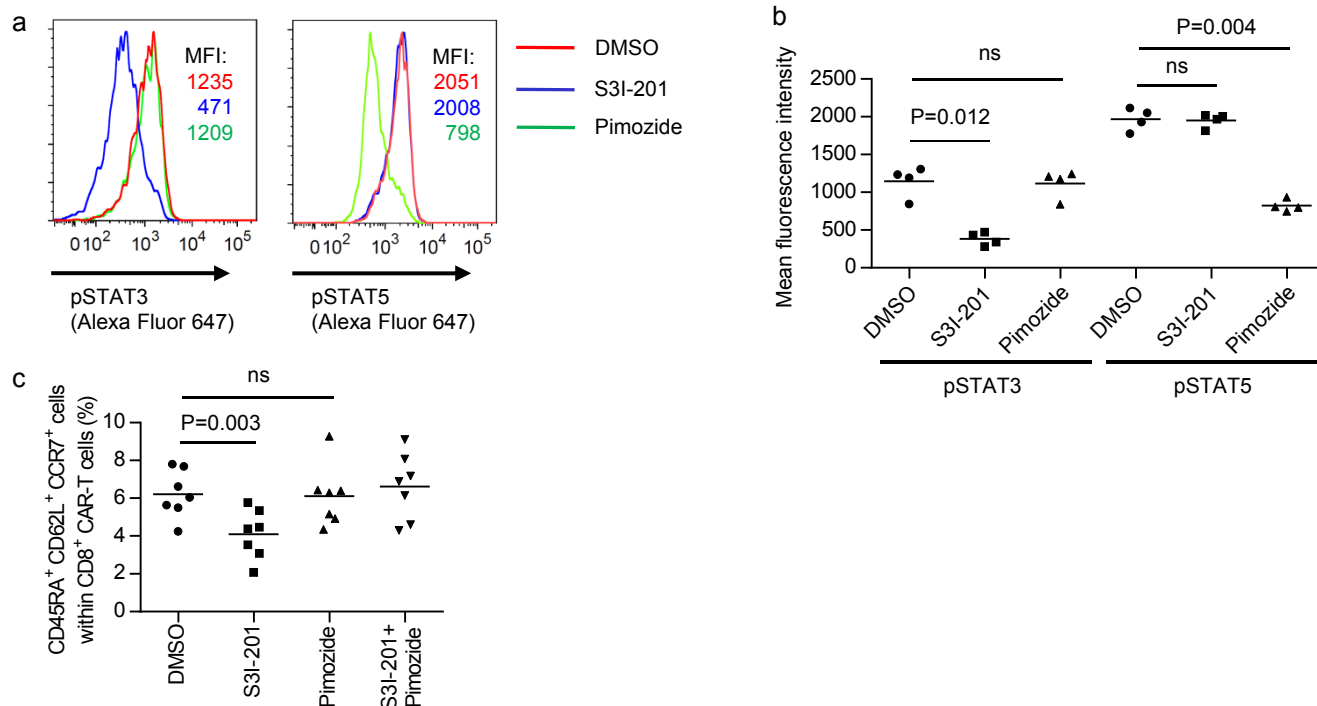 a
MFI:
1235
471
1209
0 10² 10³ 10⁴ 10⁵
pSTAT3
(Alexa Fluor 647)
MFI:
2051
2008
798
0 10² 10³ 10⁴ 10⁵
pSTAT5
(Alexa Fluor 647)
DMSO
S3I-201
Pimozide
b
Mean fluorescence intensity
2500
2000
1500
1000
500
0
ns
P=0.012
P=0.004
ns
DMSO
S3I-201
Pimozide
DMSO
S3I-201
Pimozide
pSTAT3
pSTAT5
c
CD45RA⁺ CD62L⁺ CCR7⁺ cells
within CD8⁺ CAR-T cells (%)
10
8
6
4
2
0
ns
P=0.003
DMSO
S3I-201
Pimozide
S3I-201+
Pimozide